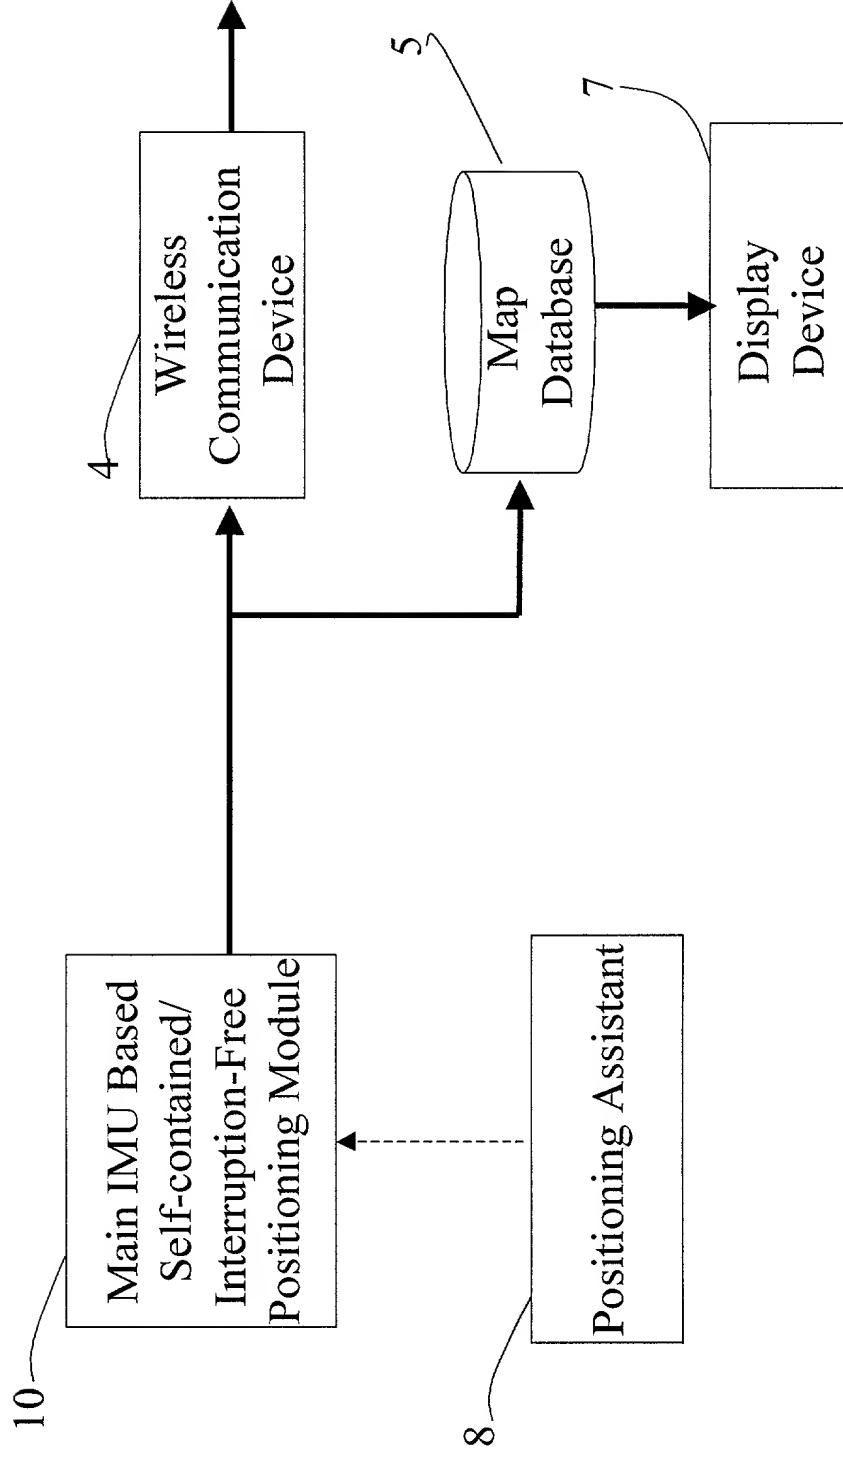 10
Main IMU Based
Self-contained/
Interruption-Free
Positioning Module
8
Positioning Assistant
4
Wireless
Communication
Device
5
Map
Database
7
Display
Device